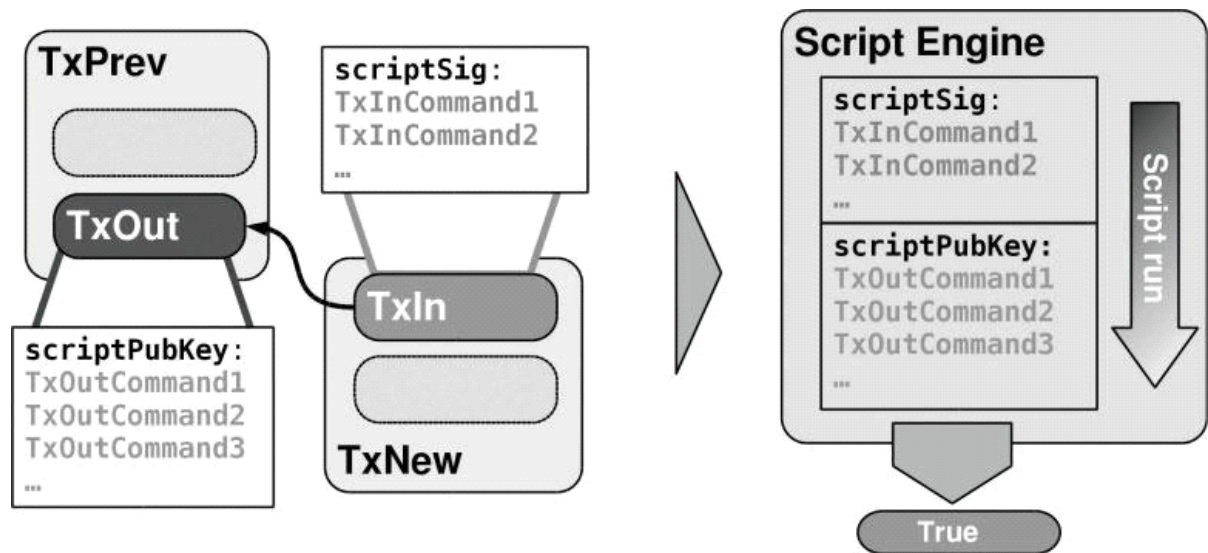 TxPrev
TxOut
scriptPubKey:
TxOutCommand1
TxOutCommand2
TxOutCommand3
...
scriptSig:
TxInCommand1
TxInCommand2
...
TxIn
TxNew
Script Engine
scriptSig:
TxInCommand1
TxInCommand2
...
scriptPubKey:
TxOutCommand1
TxOutCommand2
TxOutCommand3
...
Script run
True